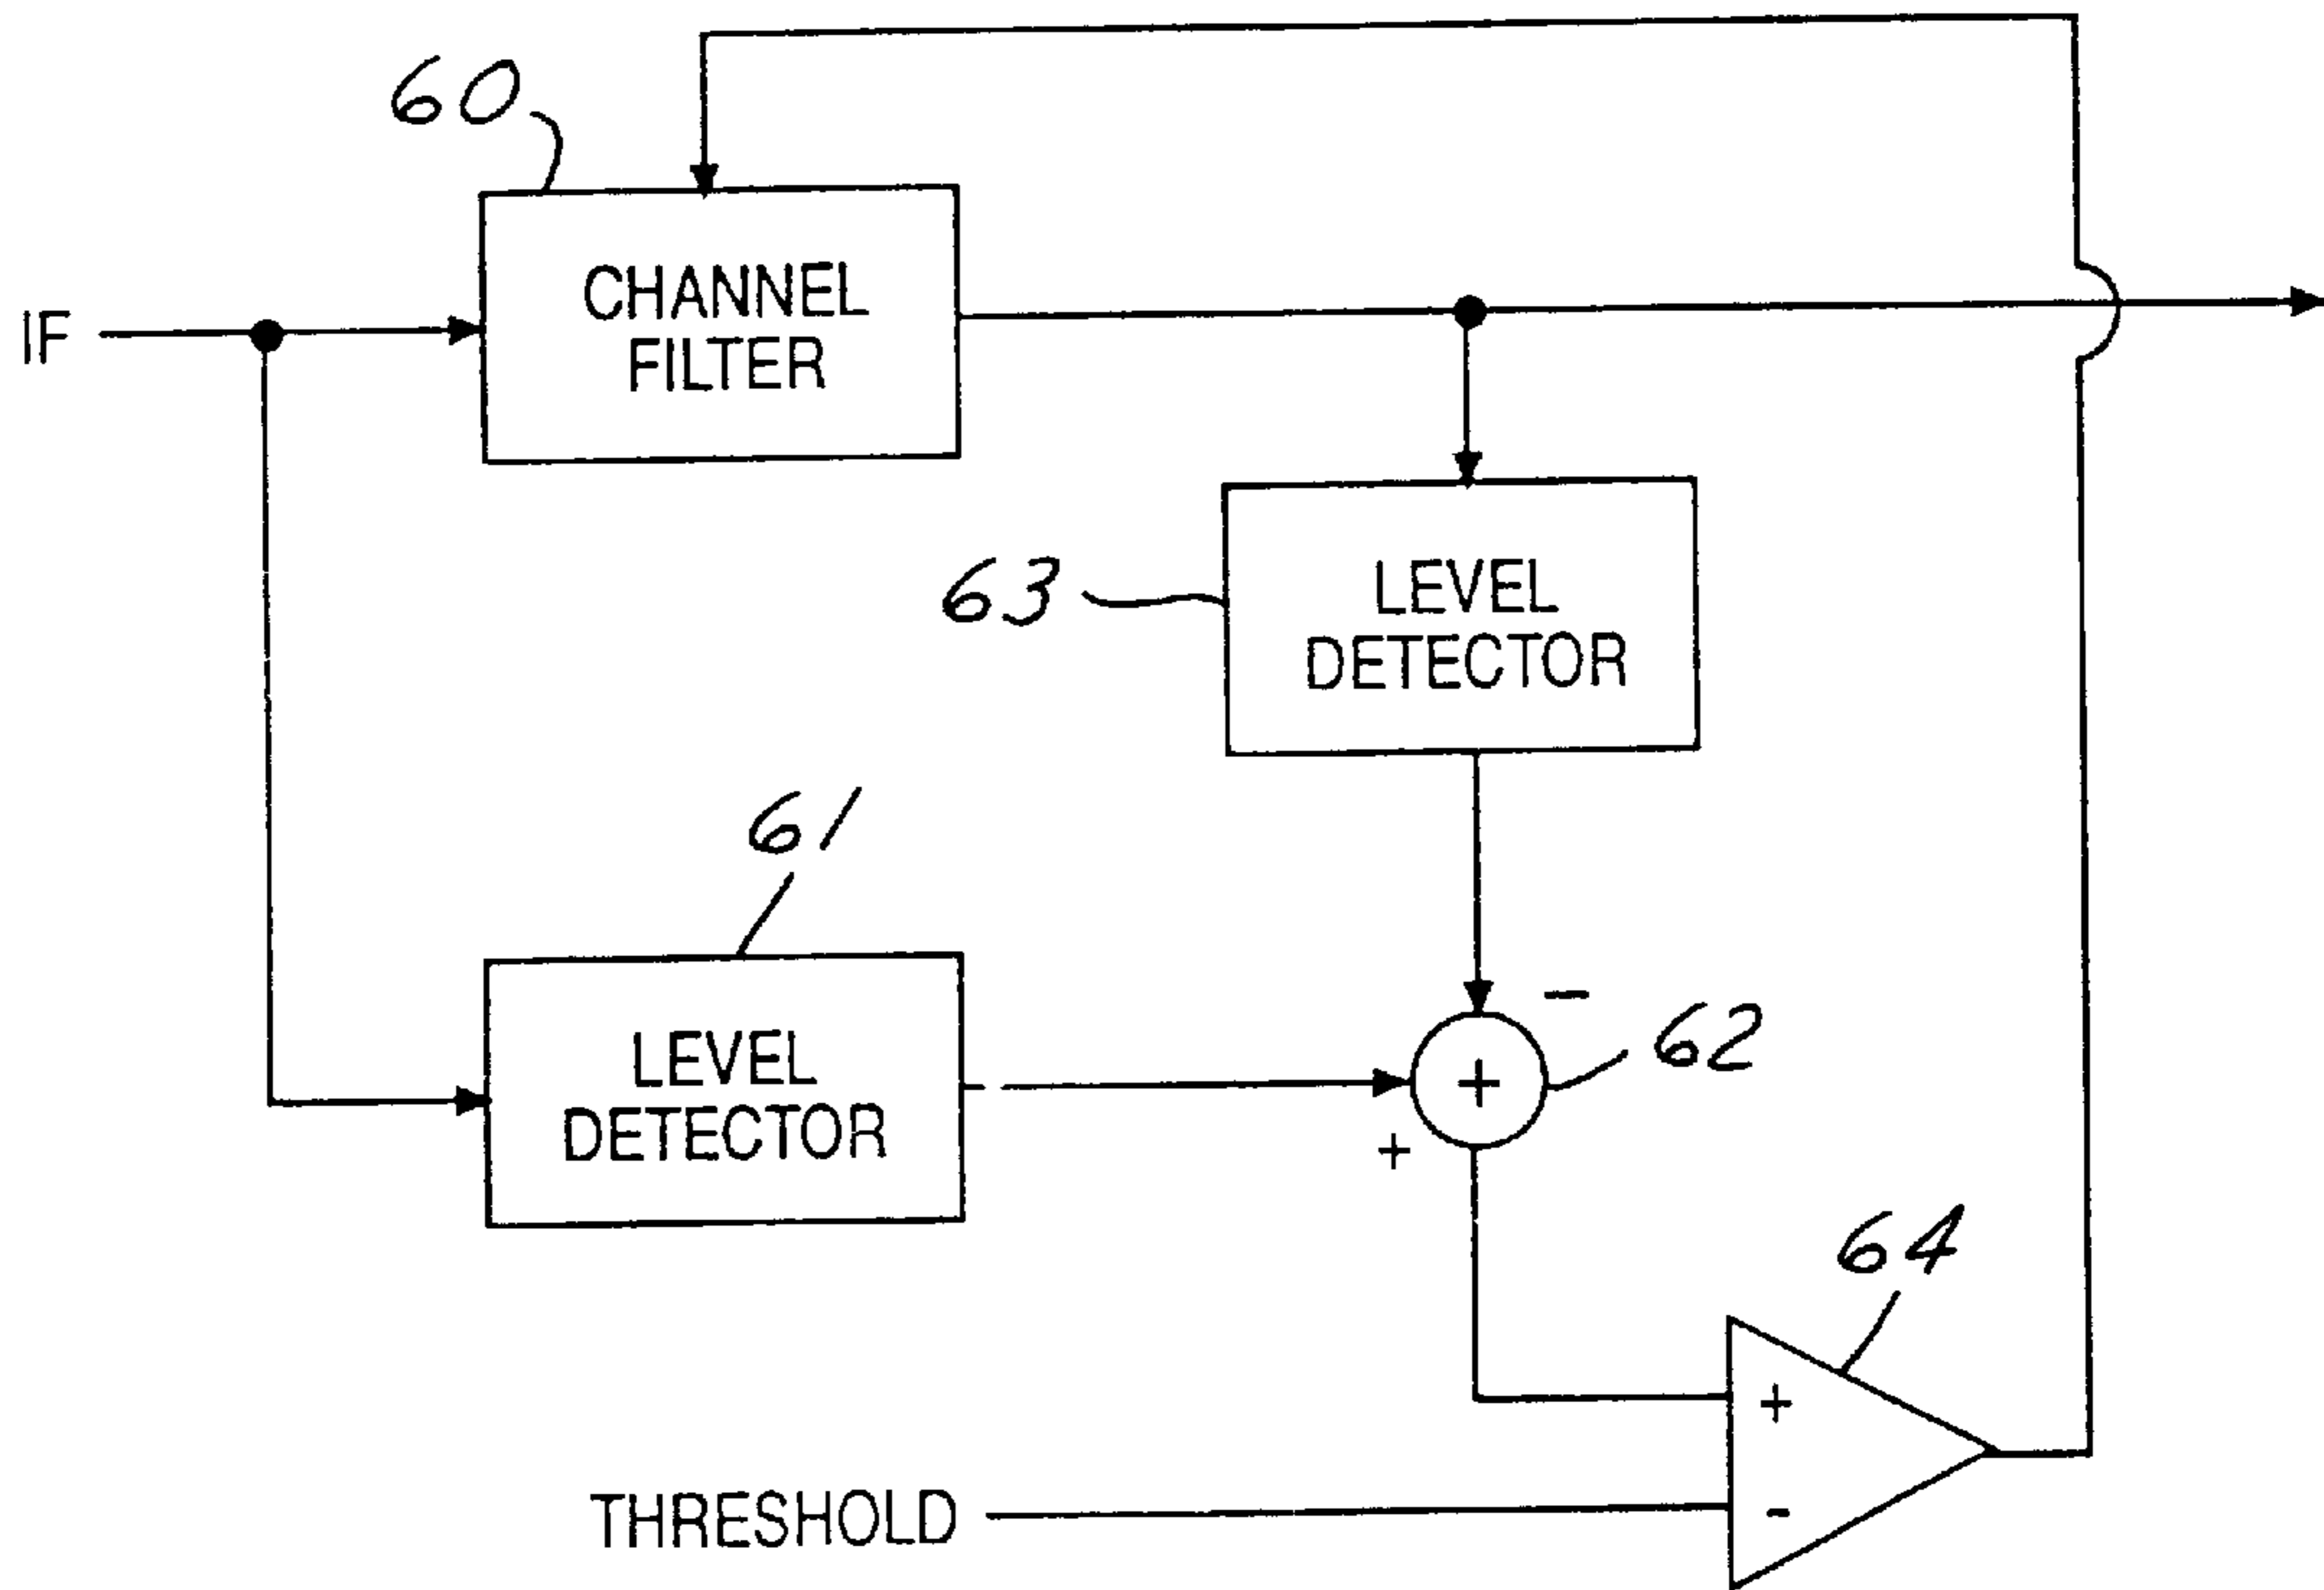 60
IF
CHANNEL
FILTER
63
LEVEL
DETECTOR
61
LEVEL
DETECTOR
-
+
62
+
64
+
THRESHOLD
-